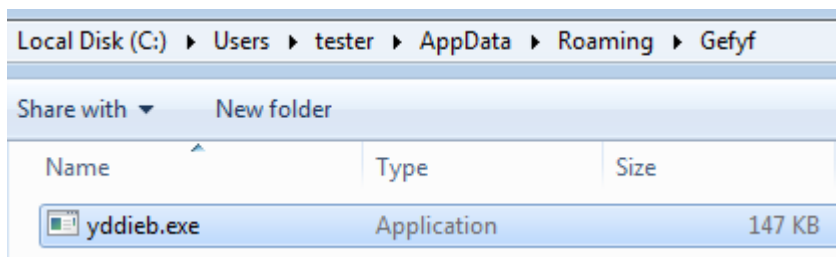 Local Disk (C:) ▸ Users ▸ tester ▸ AppData ▸ Roaming ▸ Gefyf
Share with ▾ New folder
Name Type Size
yddieb.exe Application 147 KB